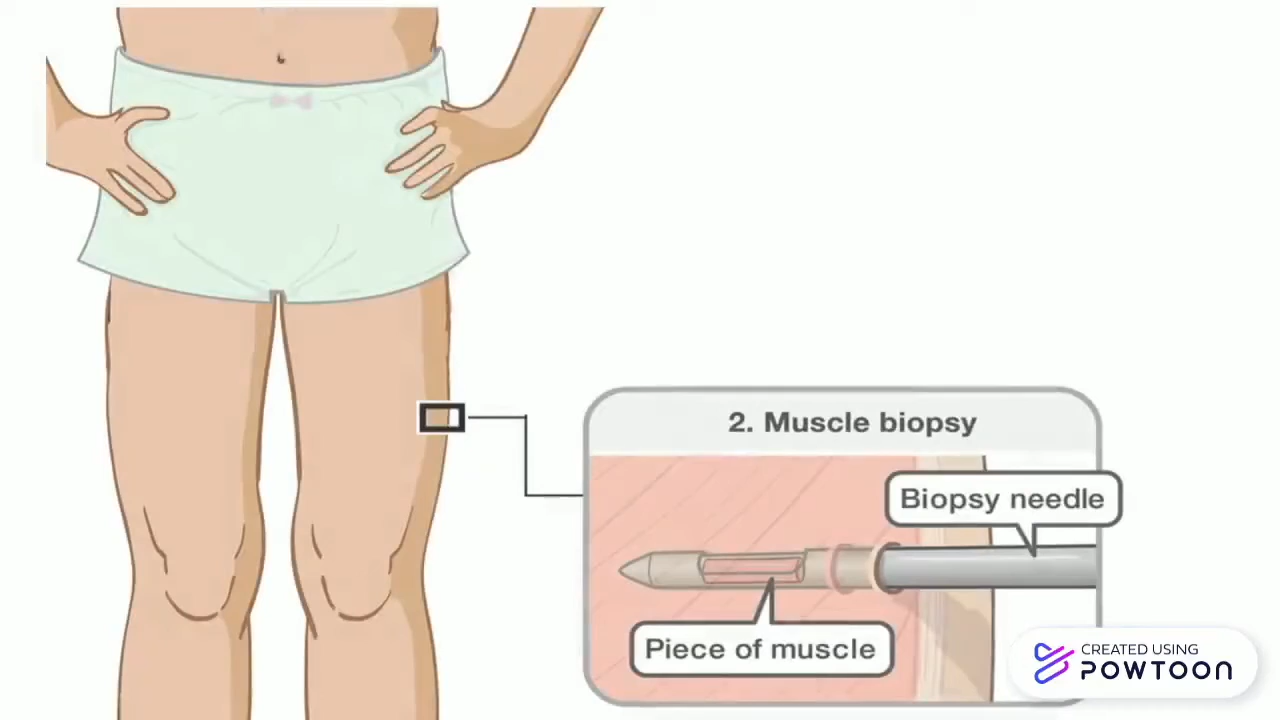 2. Muscle biopsy
Biopsy needle
Piece of muscle
CREATED USING
POWTOON